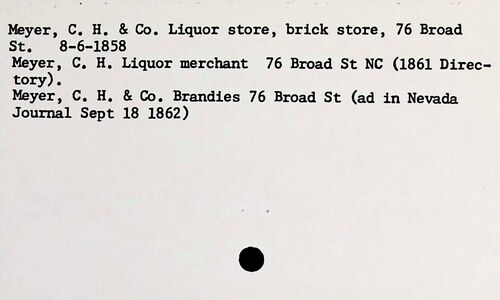 Meyer, C. H. & Co. Liquor store, brick store, 76 Broad
St.   8-6-1858
Meyer, C. H. Liquor merchant  76 Broad St NC (1861 Direc-
tory).
Meyer, C. H. & Co. Brandies 76 Broad St (ad in Nevada
Journal Sept 18 1862)